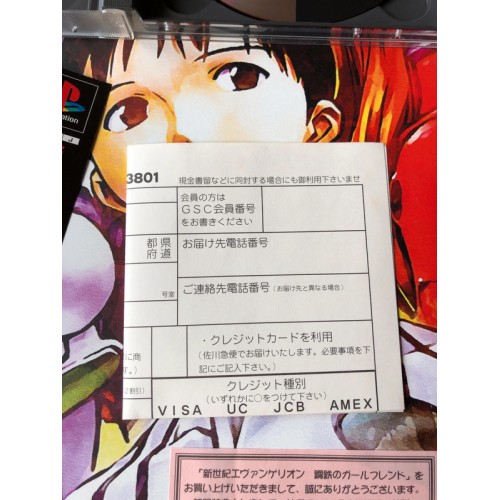 3801 現金書留などに同封する場合にも御利用下さいませ
会員の方は
GSC会員番号
をお書きください
都県
府道
お届け先電話番号
号室
ご連絡先電話番号（お届け先と異なる場合）
・クレジットカードを利用
（佐川急便でお届けいたします。必要事項を下
記にご記入下さい。）
に商
す。）
2割引）
クレジット種別
（いずれかに○をつけて下さい）
VISA UC JCB AMEX
「新世紀エヴァンゲリオン 鋼鉄のガールフレンド」を
お買い上げいただきまして、誠にありがとうございます。